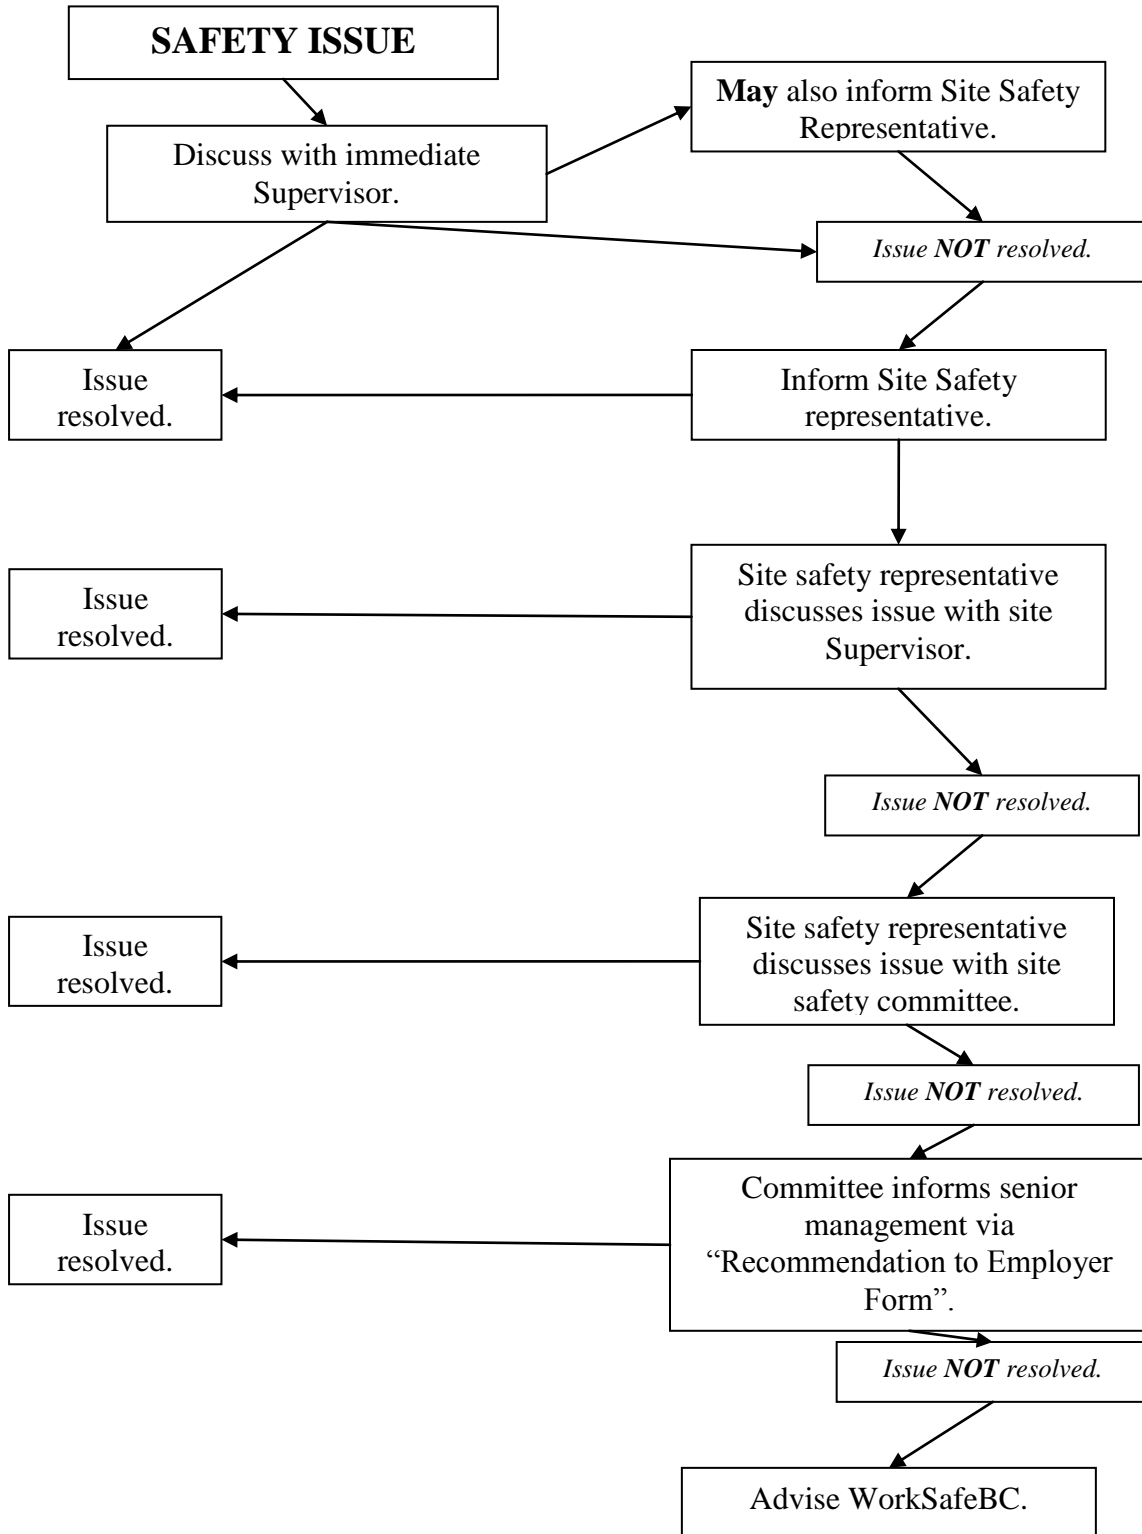 SAFETY ISSUE
May also inform Site Safety
Representative.
Discuss with immediate
Supervisor.
Issue NOT resolved.
Issue
resolved.
Inform Site Safety
representative.
Issue
resolved.
Site safety representative
discusses issue with site
Supervisor.
Issue NOT resolved.
Issue
resolved.
Site safety representative
discusses issue with site
safety committee.
Issue NOT resolved.
Issue
resolved.
Committee informs senior
management via
“Recommendation to Employer
Form”.
Issue NOT resolved.
Advise WorkSafeBC.